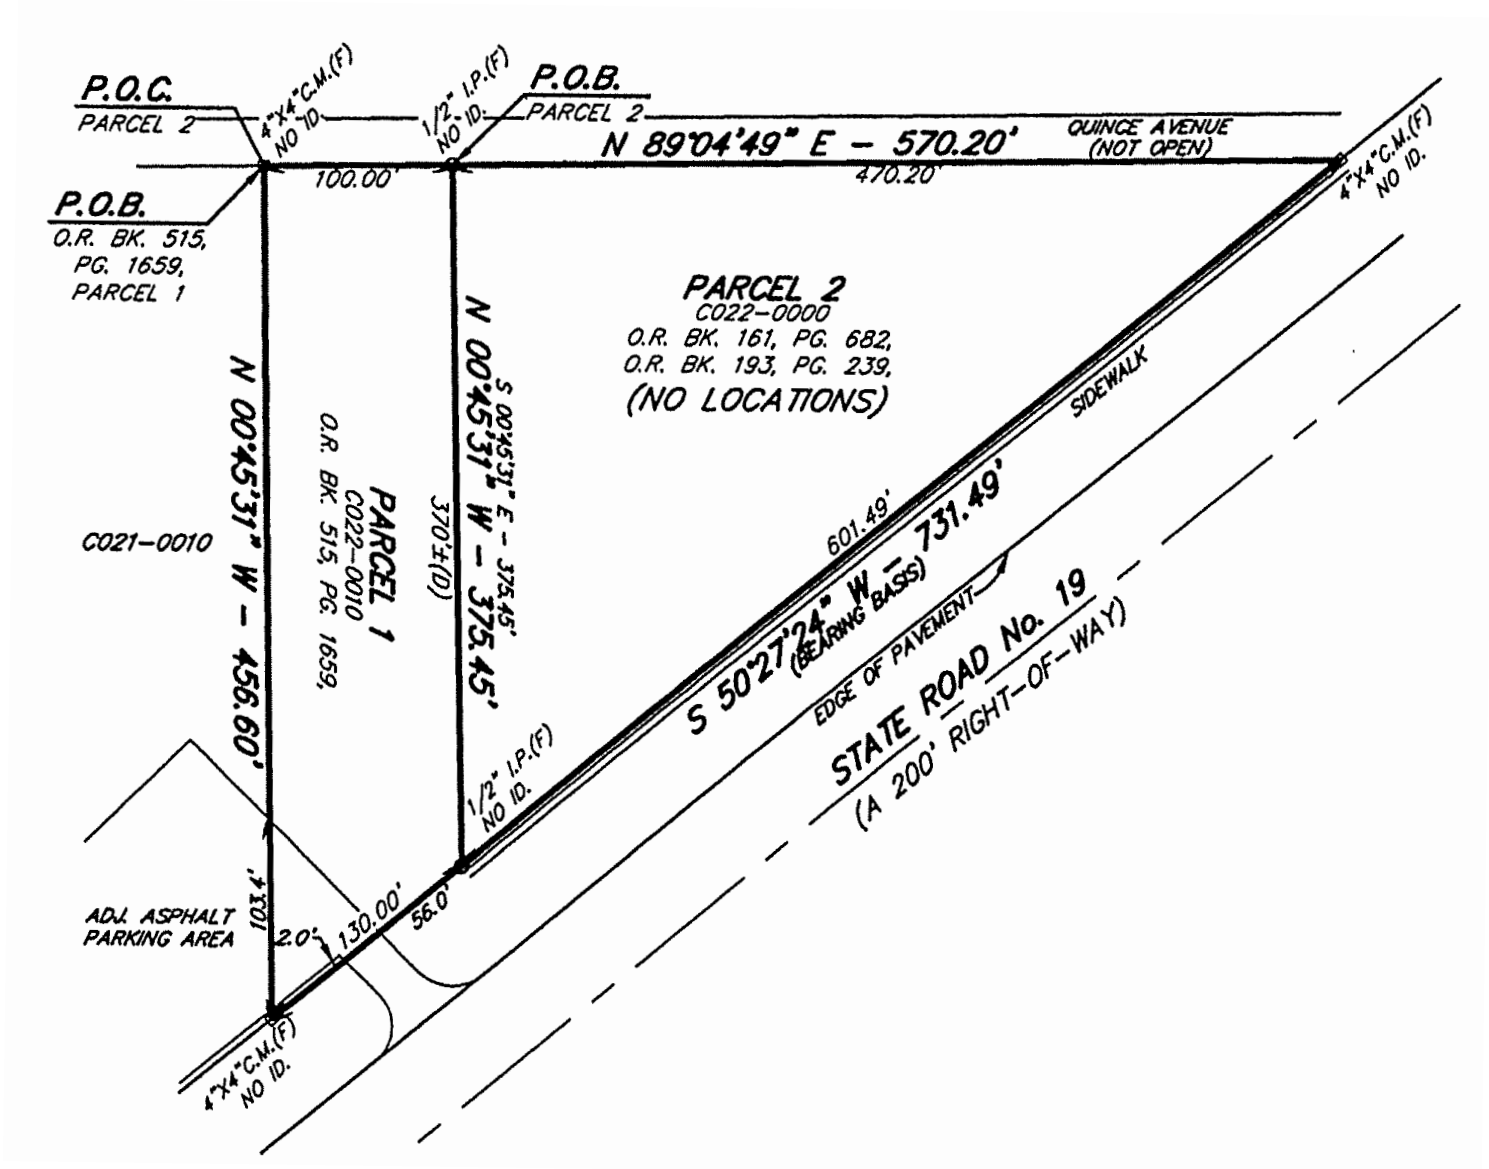 P.O.C.
PARCEL 2
4"X4"C.M.(F)
NO ID.
1/2" I.P.(F)
NO ID.
P.O.B.
PARCEL 2
N 89°04'49" E - 570.20'
QUINCE AVENUE
(NOT OPEN)
4"X4"C.M.(F)
NO ID.
100.00'
470.20'
P.O.B.
O.R. BK. 515,
PG. 1659,
PARCEL 1
PARCEL 2
C022-0000
O.R. BK. 161, PG. 682,
O.R. BK. 193, PG. 239,
(NO LOCATIONS)
N 00°45'31" W - 456.60'
C021-0010
PARCEL 1
C022-0010
O.R. BK. 515, PG. 1659,
370'±(D)
N 00°45'31" W - 375.45'
S 00°45'31" E - 375.45'
SIDEWALK
601.49'
S 50°27'24" W - 731.49'
(BEARING BASIS)
EDGE OF PAVEMENT
STATE ROAD No. 19
(A 200' RIGHT-OF-WAY)
1/2" I.P.(F)
NO ID.
103.4'
ADJ. ASPHALT
PARKING AREA
2.0'
130.00'
56.0'
4"X4"C.M.(F)
NO ID.